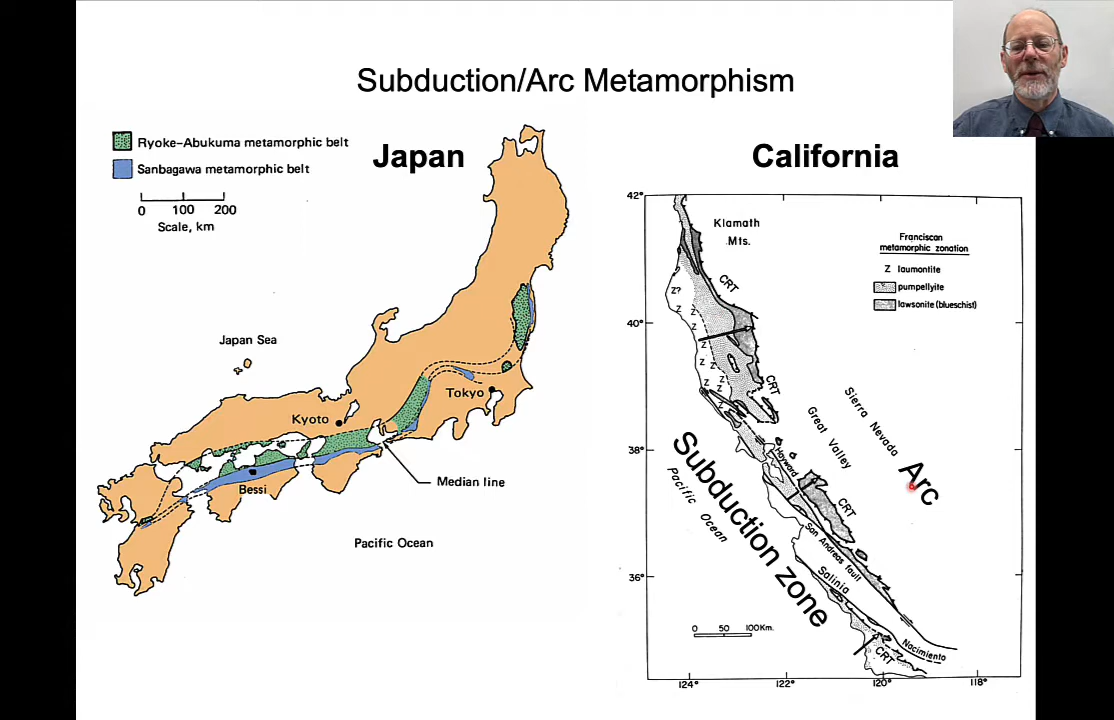 Subduction/Arc Metamorphism
Ryoke–Abukuma metamorphic belt
Sanbagawa metamorphic belt
0 100 200
Scale, km
Japan
Japan Sea
Kyoto
Tokyo
Bessi
Median line
Pacific Ocean
California
42°
40°
38°
36°
124°
122°
120°
118°
Klamath
Mts.
Franciscan
metamorphic zonation
Z laumontite
pumpellyite
lawsonite (blueschist)
CRT
Z?
Z
Z
Z
Z
Z
Z
Z
Z
Z
Z
CRT
Sierra Nevada
Great Valley
Arc
Hayward
CRT
Subduction zone
Pacific Ocean
San Andreas fault
Salinia
Nacimiento
CRT
0 50 100Km.